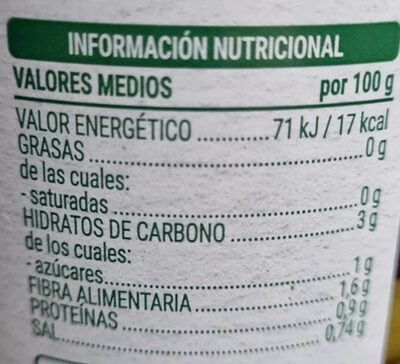 INFORMACIÓN NUTRICIONAL
VALORES MEDIOS por 100 g
VALOR ENERGÉTICO ............ 71 kJ / 17 kcal
GRASAS ............ 0 g
de las cuales:
- saturadas ............ 0 g
HIDRATOS DE CARBONO ............ 3 g
de los cuales:
- azúcares ............ 1 g
FIBRA ALIMENTARIA ............ 1,6 g
PROTEÍNAS ............ 0,9 g
SAL ............ 0,74 g